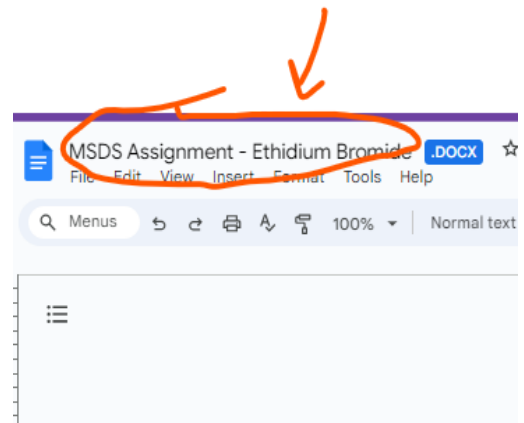 MSDS Assignment - Ethidium Bromide .DOCX
File Edit View Insert Format Tools Help
Menus 100% Normal text